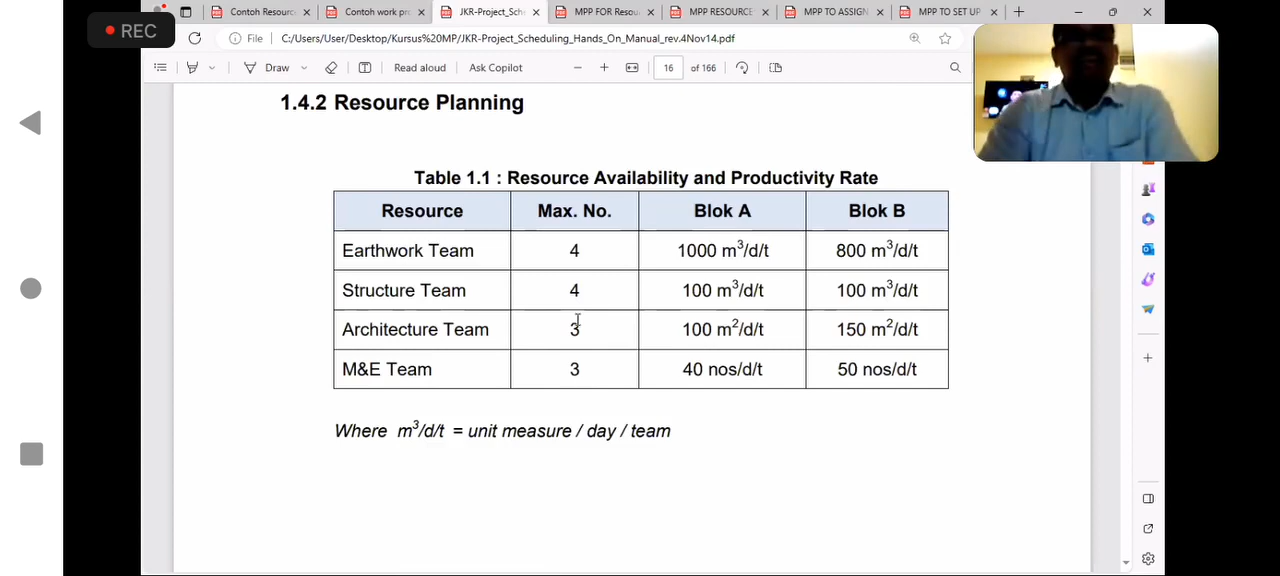 REC
Contoh Resourc
Contoh work pro
JKR-Project_Sche
MPP FOR Resou
MPP RESOURCE
MPP TO ASSIGN
MPP TO SET UP
File C:/Users/User/Desktop/Kursus%20MP/JKR-Project_Scheduling_Hands_On_Manual_rev.4Nov14.pdf
Draw Read aloud Ask Copilot 16 of 166
1.4.2 Resource Planning
Table 1.1 : Resource Availability and Productivity Rate
Resource Max. No. Blok A Blok B
Earthwork Team 4 1000 m³/d/t 800 m³/d/t
Structure Team 4 100 m³/d/t 100 m³/d/t
Architecture Team 3 100 m²/d/t 150 m²/d/t
M&E Team 3 40 nos/d/t 50 nos/d/t
Where m³/d/t = unit measure / day / team